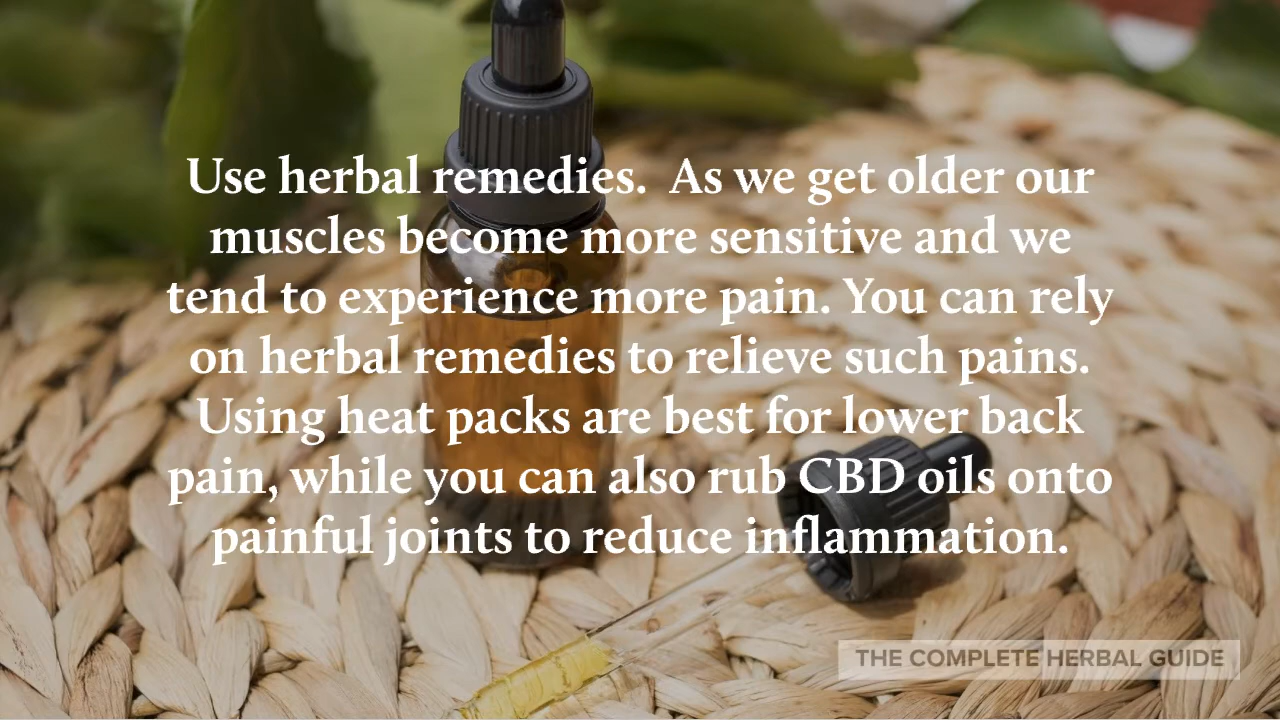 Use herbal remedies.  As we get older our
muscles become more sensitive and we
tend to experience more pain. You can rely
on herbal remedies to relieve such pains.
Using heat packs are best for lower back
pain, while you can also rub CBD oils onto
painful joints to reduce inflammation.
THE COMPLETE HERBAL GUIDE